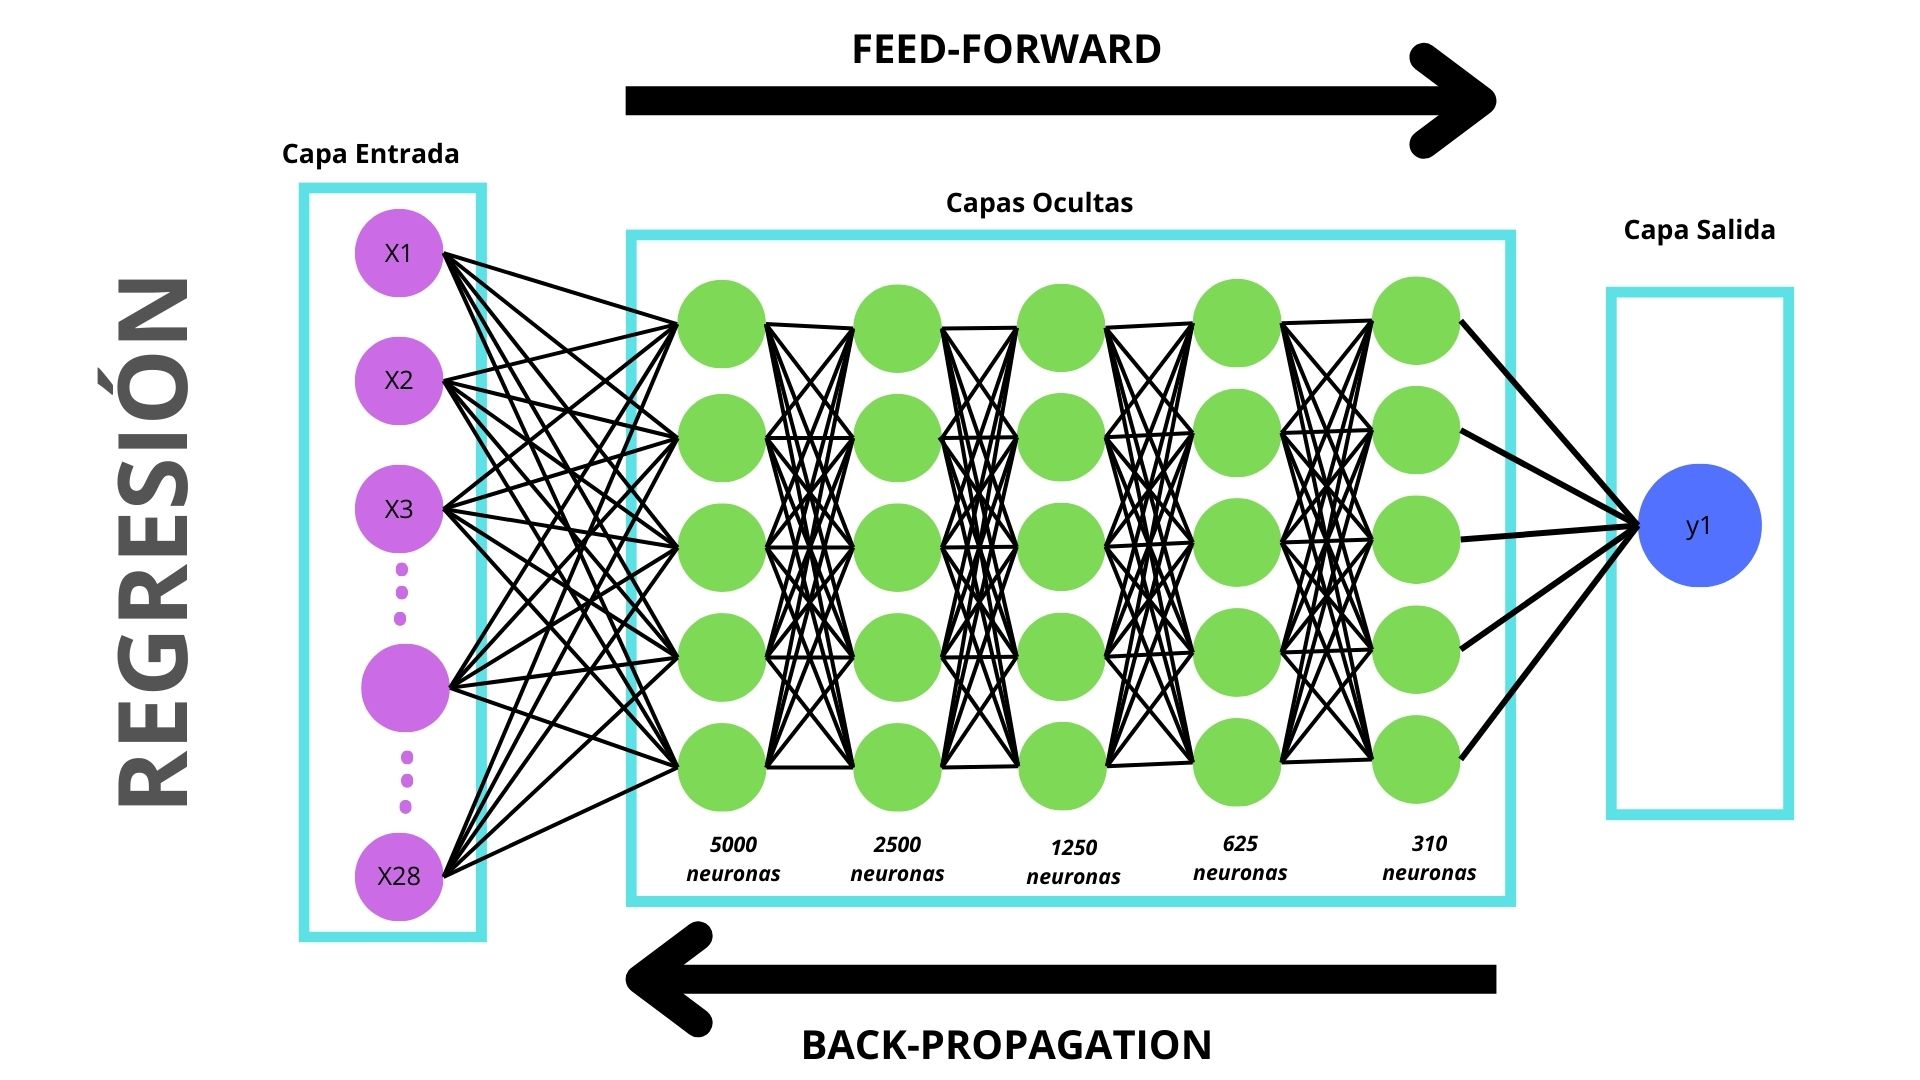 FEED-FORWARD
Capa Entrada
Capas Ocultas
Capa Salida
REGRESIÓN
X1
X2
X3
X28
y1
5000
neuronas
2500
neuronas
1250
neuronas
625
neuronas
310
neuronas
BACK-PROPAGATION